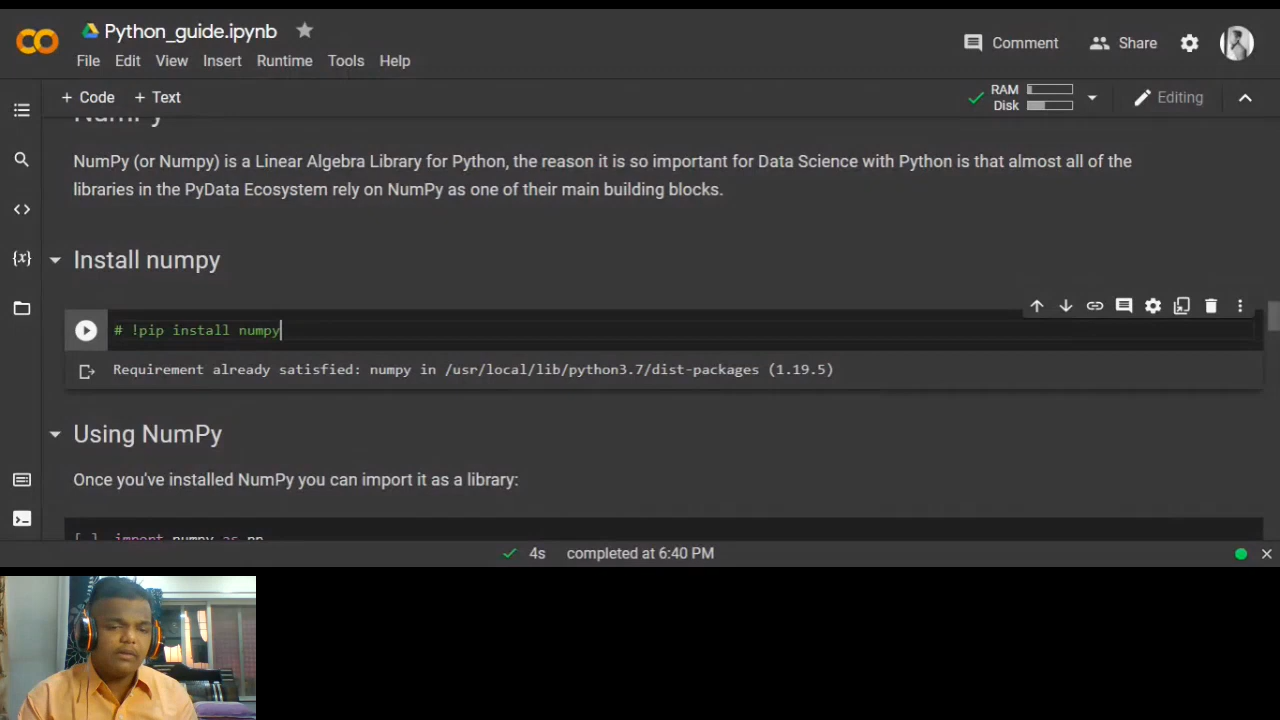 Python_guide.ipynb
Comment
Share
File Edit View Insert Runtime Tools Help
+ Code + Text
RAM
Disk
Editing
NumPy
NumPy (or Numpy) is a Linear Algebra Library for Python, the reason it is so important for Data Science with Python is that almost all of the
libraries in the PyData Ecosystem rely on NumPy as one of their main building blocks.
Install numpy
# !pip install numpy
Requirement already satisfied: numpy in /usr/local/lib/python3.7/dist-packages (1.19.5)
Using NumPy
Once you've installed NumPy you can import it as a library:
[ ] import numpy as np
4s completed at 6:40 PM